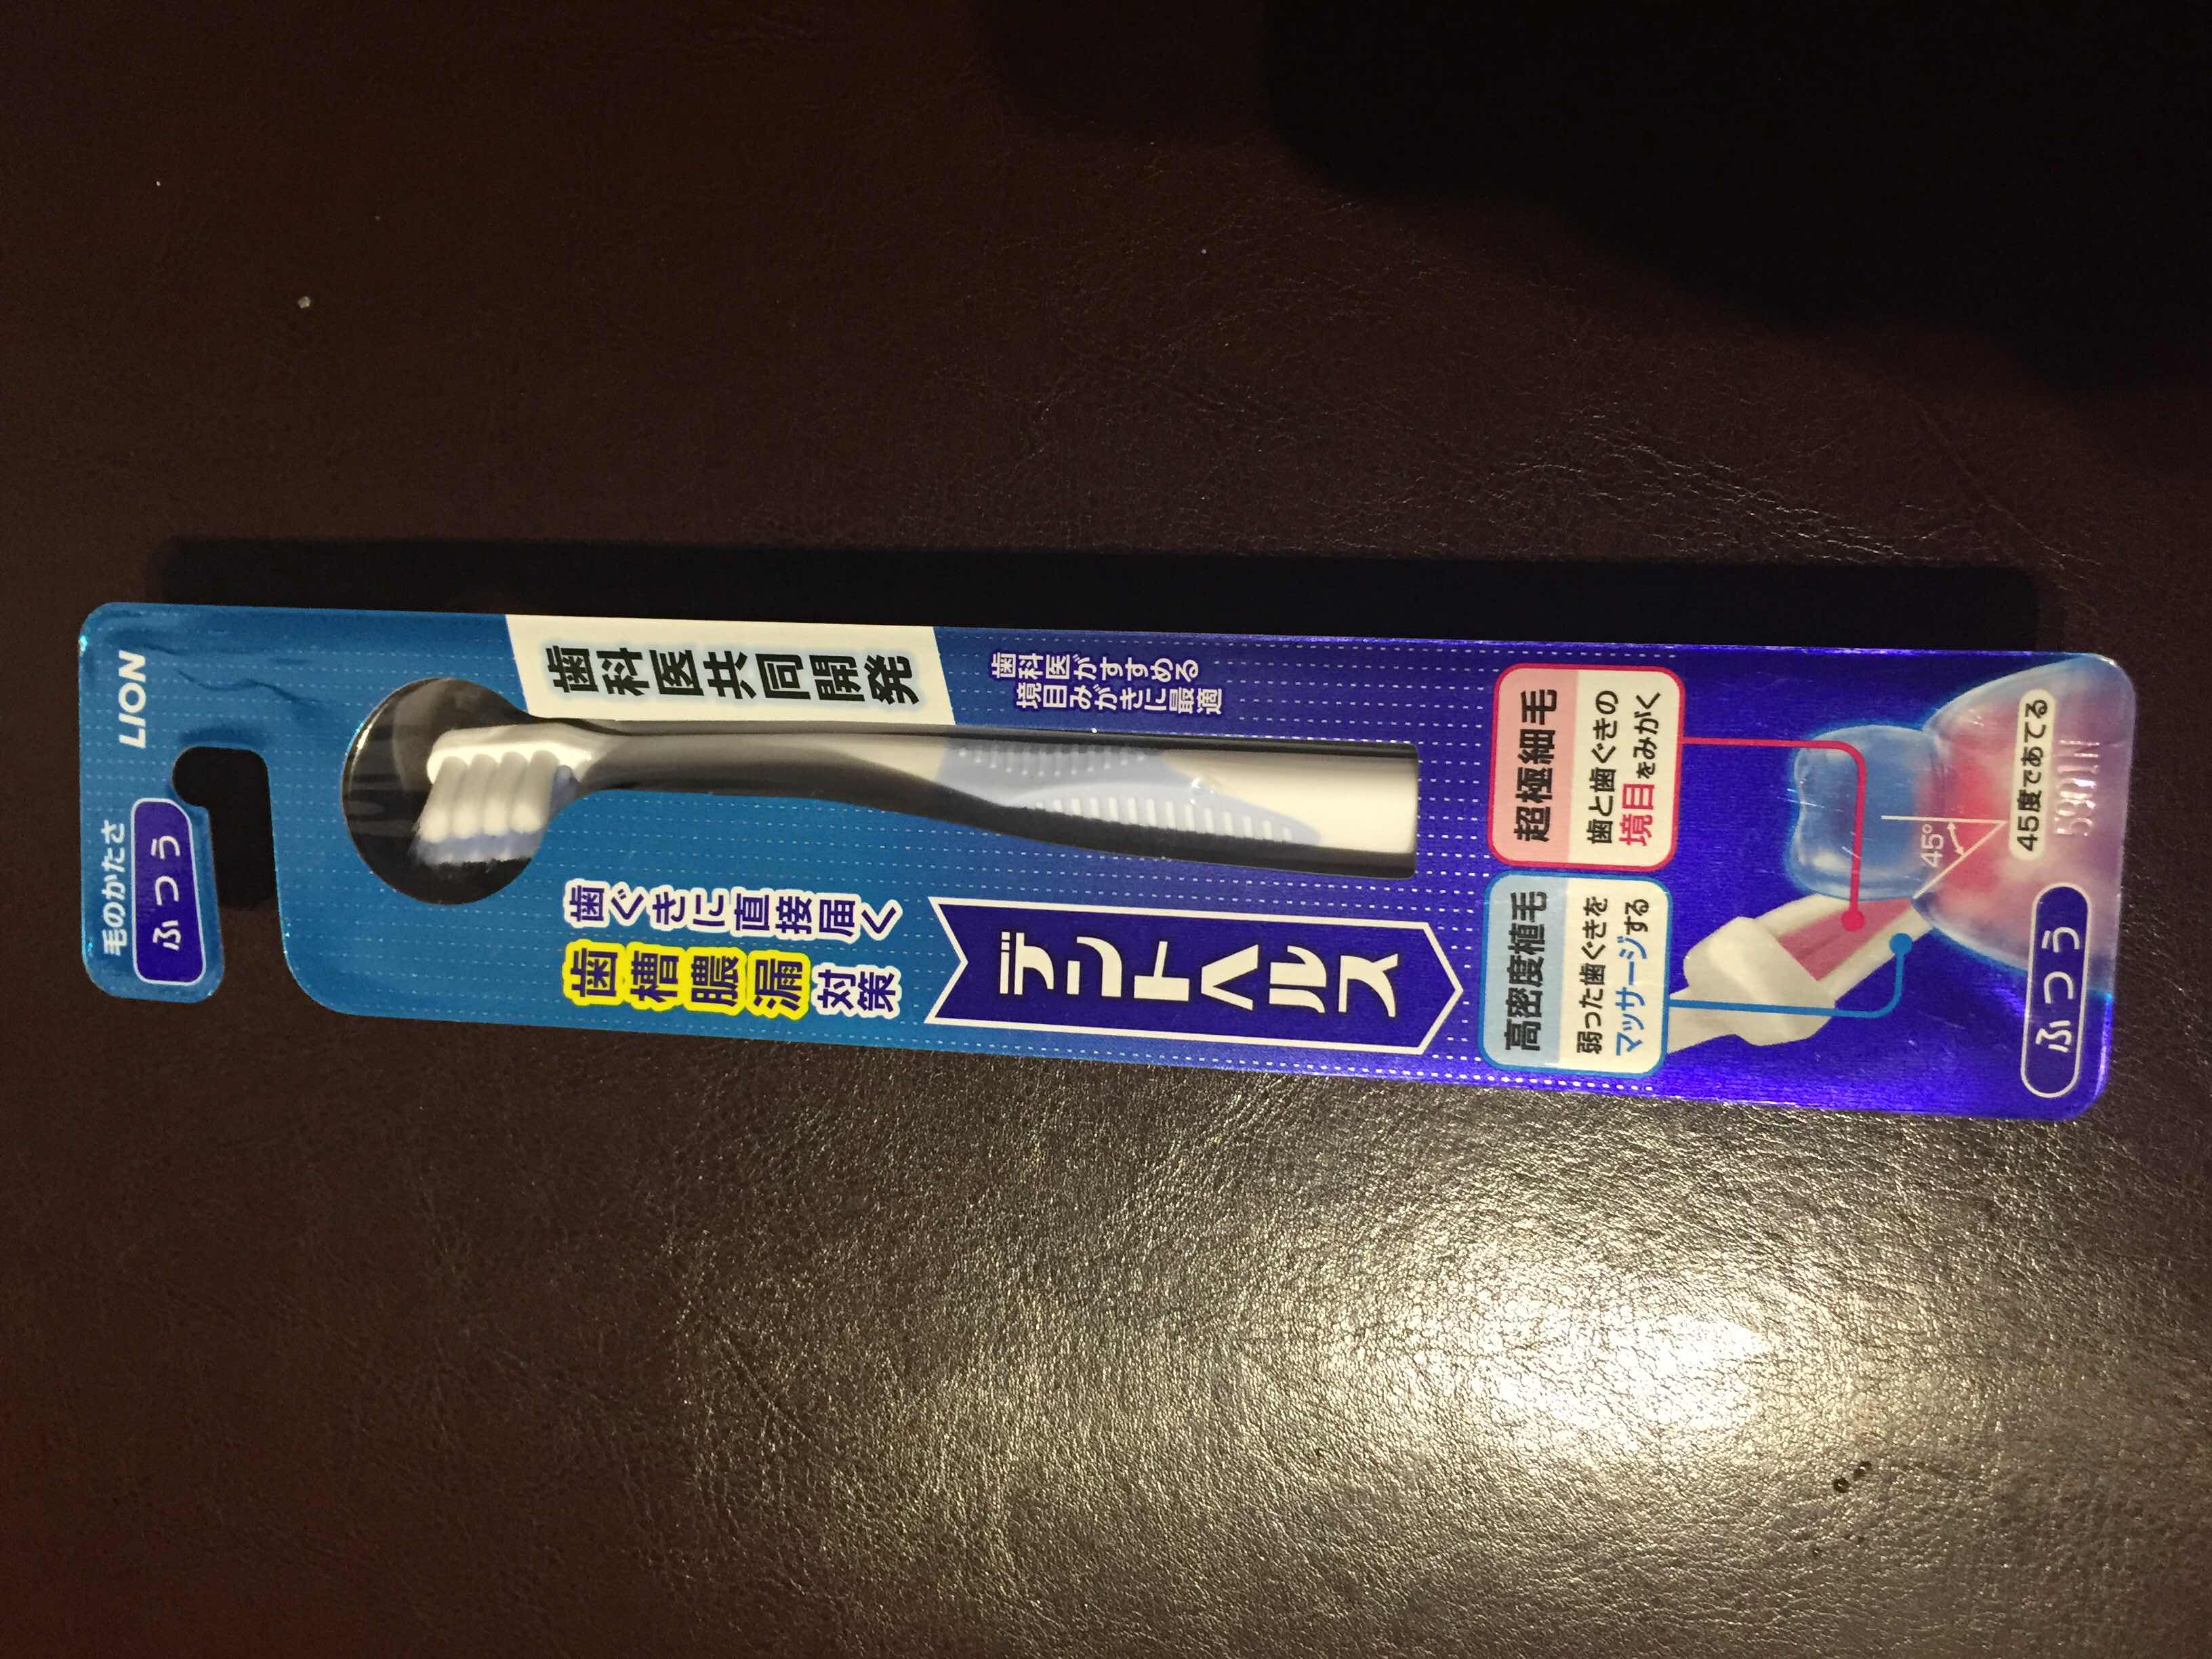 LION
毛のかたさ
ふつう
歯科医共同開発
歯科医がすすめる
境目みがきに最適
歯ぐきに直接届く
歯槽膿漏対策
デントヘルス
超極細毛
歯と歯ぐきの
境目をみがく
高密度植毛
弱った歯ぐきを
マッサージする
45°
45度であてる
ふつう